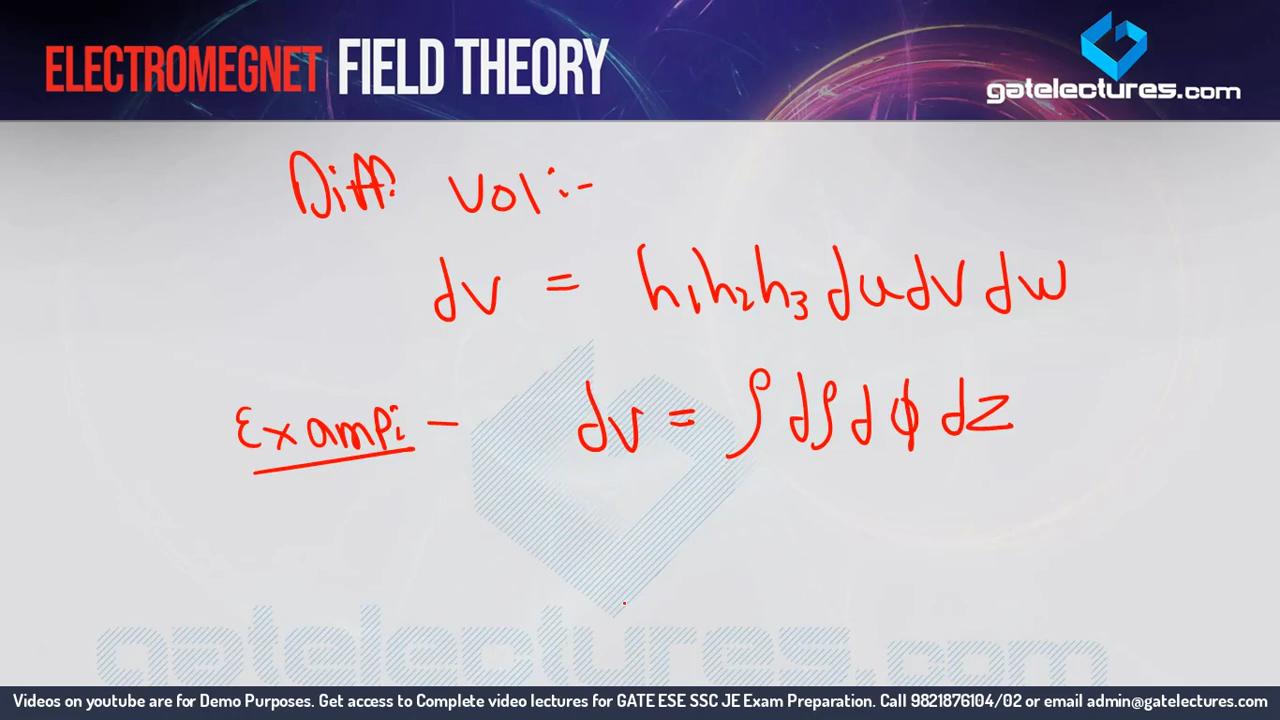 ELECTROMEGNET FIELD THEORY
gatelectures.com
Diff. Vol:-
dv = h₁h₂h₃ du dv dw
Examp:-  dv = ρ dρ dϕ dz
gatelectures.com
Videos on youtube are for Demo Purposes. Get access to Complete video lectures for GATE ESE SSC JE Exam Preparation. Call 9821876104/02 or email admin@gatelectures.com